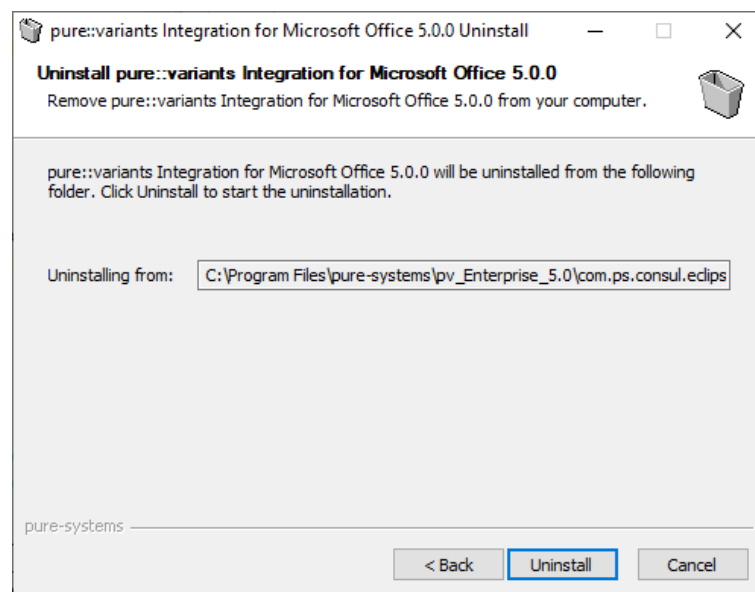 pure::variants Integration for Microsoft Office 5.0.0 Uninstall
Uninstall pure::variants Integration for Microsoft Office 5.0.0
Remove pure::variants Integration for Microsoft Office 5.0.0 from your computer.
pure::variants Integration for Microsoft Office 5.0.0 will be uninstalled from the following
folder. Click Uninstall to start the uninstallation.
Uninstalling from: C:\Program Files\pure-systems\pv_Enterprise_5.0\com.ps.consul.eclips
pure-systems
< Back Uninstall Cancel